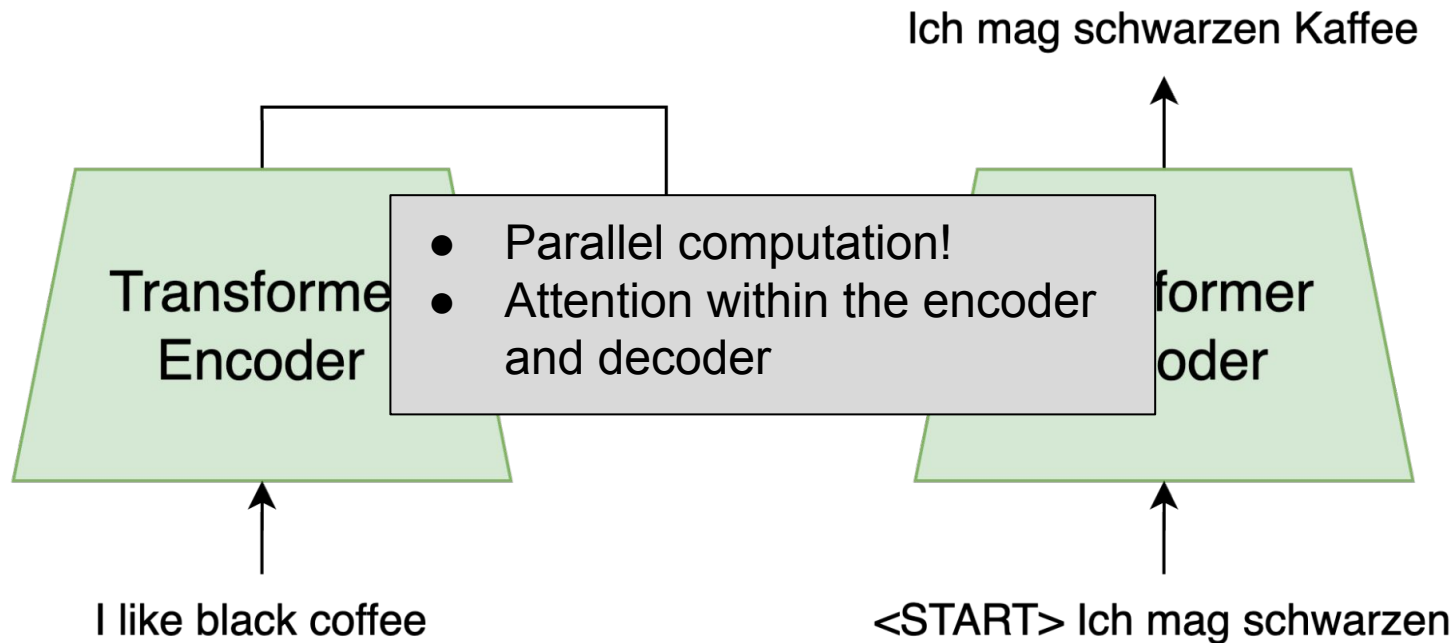 Ich mag schwarzen Kaffee
Transforme
Encoder
● Parallel computation!
● Attention within the encoder
and decoder
former
oder
I like black coffee
<START> Ich mag schwarzen